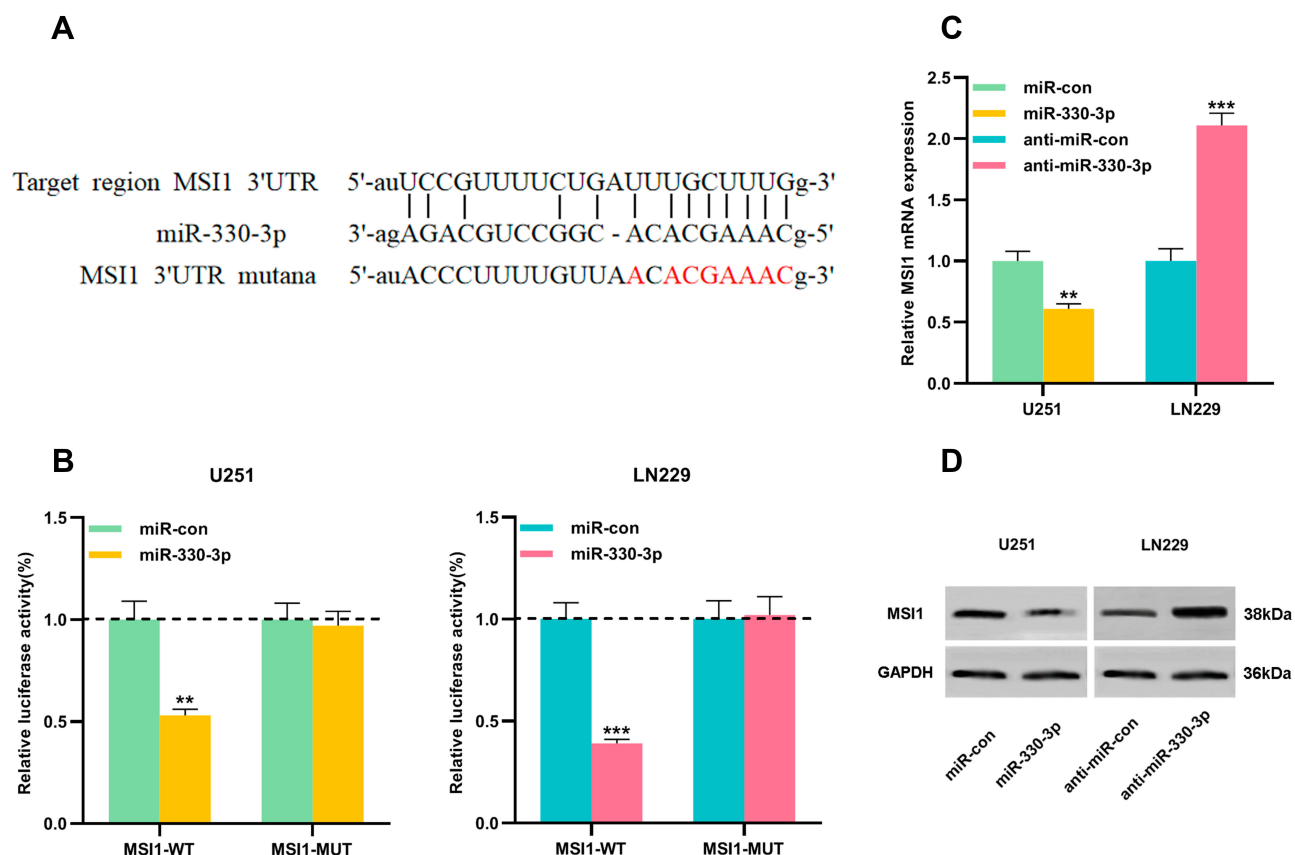 A
Target region MSI1 3'UTR 5'-auUCCGUUUUCUGAUUUGCUUUGg-3'
miR-330-3p 3'-agAGACGUCCGGC - ACACGAAACg-5'
MSI1 3'UTR mutana 5'-auACCCUUUUGUUAACACGAAACg-3'
C
Relative MSI1 mRNA expression
2.5
2.0
1.5
1.0
0.5
0.0
miR-con
miR-330-3p
anti-miR-con
anti-miR-330-3p
**
***
U251
LN229
B
U251
Relative luciferase activity(%)
1.5
1.0
0.5
0.0
miR-con
miR-330-3p
**
MSI1-WT
MSI1-MUT
LN229
Relative luciferase activity(%)
1.5
1.0
0.5
0.0
miR-con
miR-330-3p
***
MSI1-WT
MSI1-MUT
D
U251
LN229
MSI1
38kDa
GAPDH
36kDa
miR-con
miR-330-3p
anti-miR-con
anti-miR-330-3p